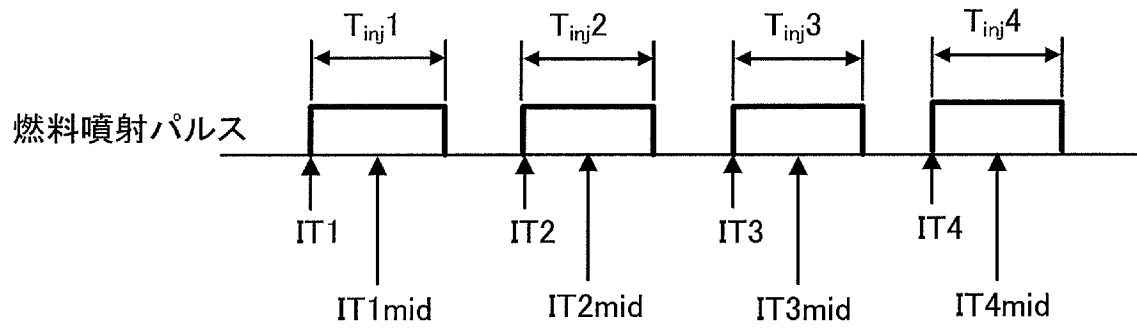 Tinj1 Tinj2 Tinj3 Tinj4
燃料噴射パルス
IT1 IT2 IT3 IT4
IT1mid IT2mid IT3mid IT4mid